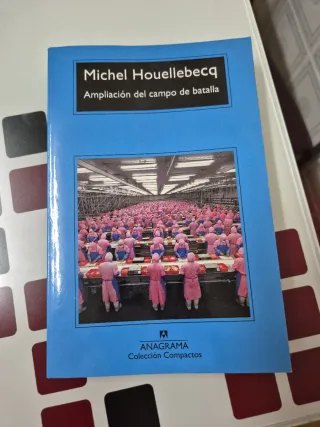 Michel Houellebecq
Ampliación del campo de batalla
ANAGRAMA
Colección Compactos